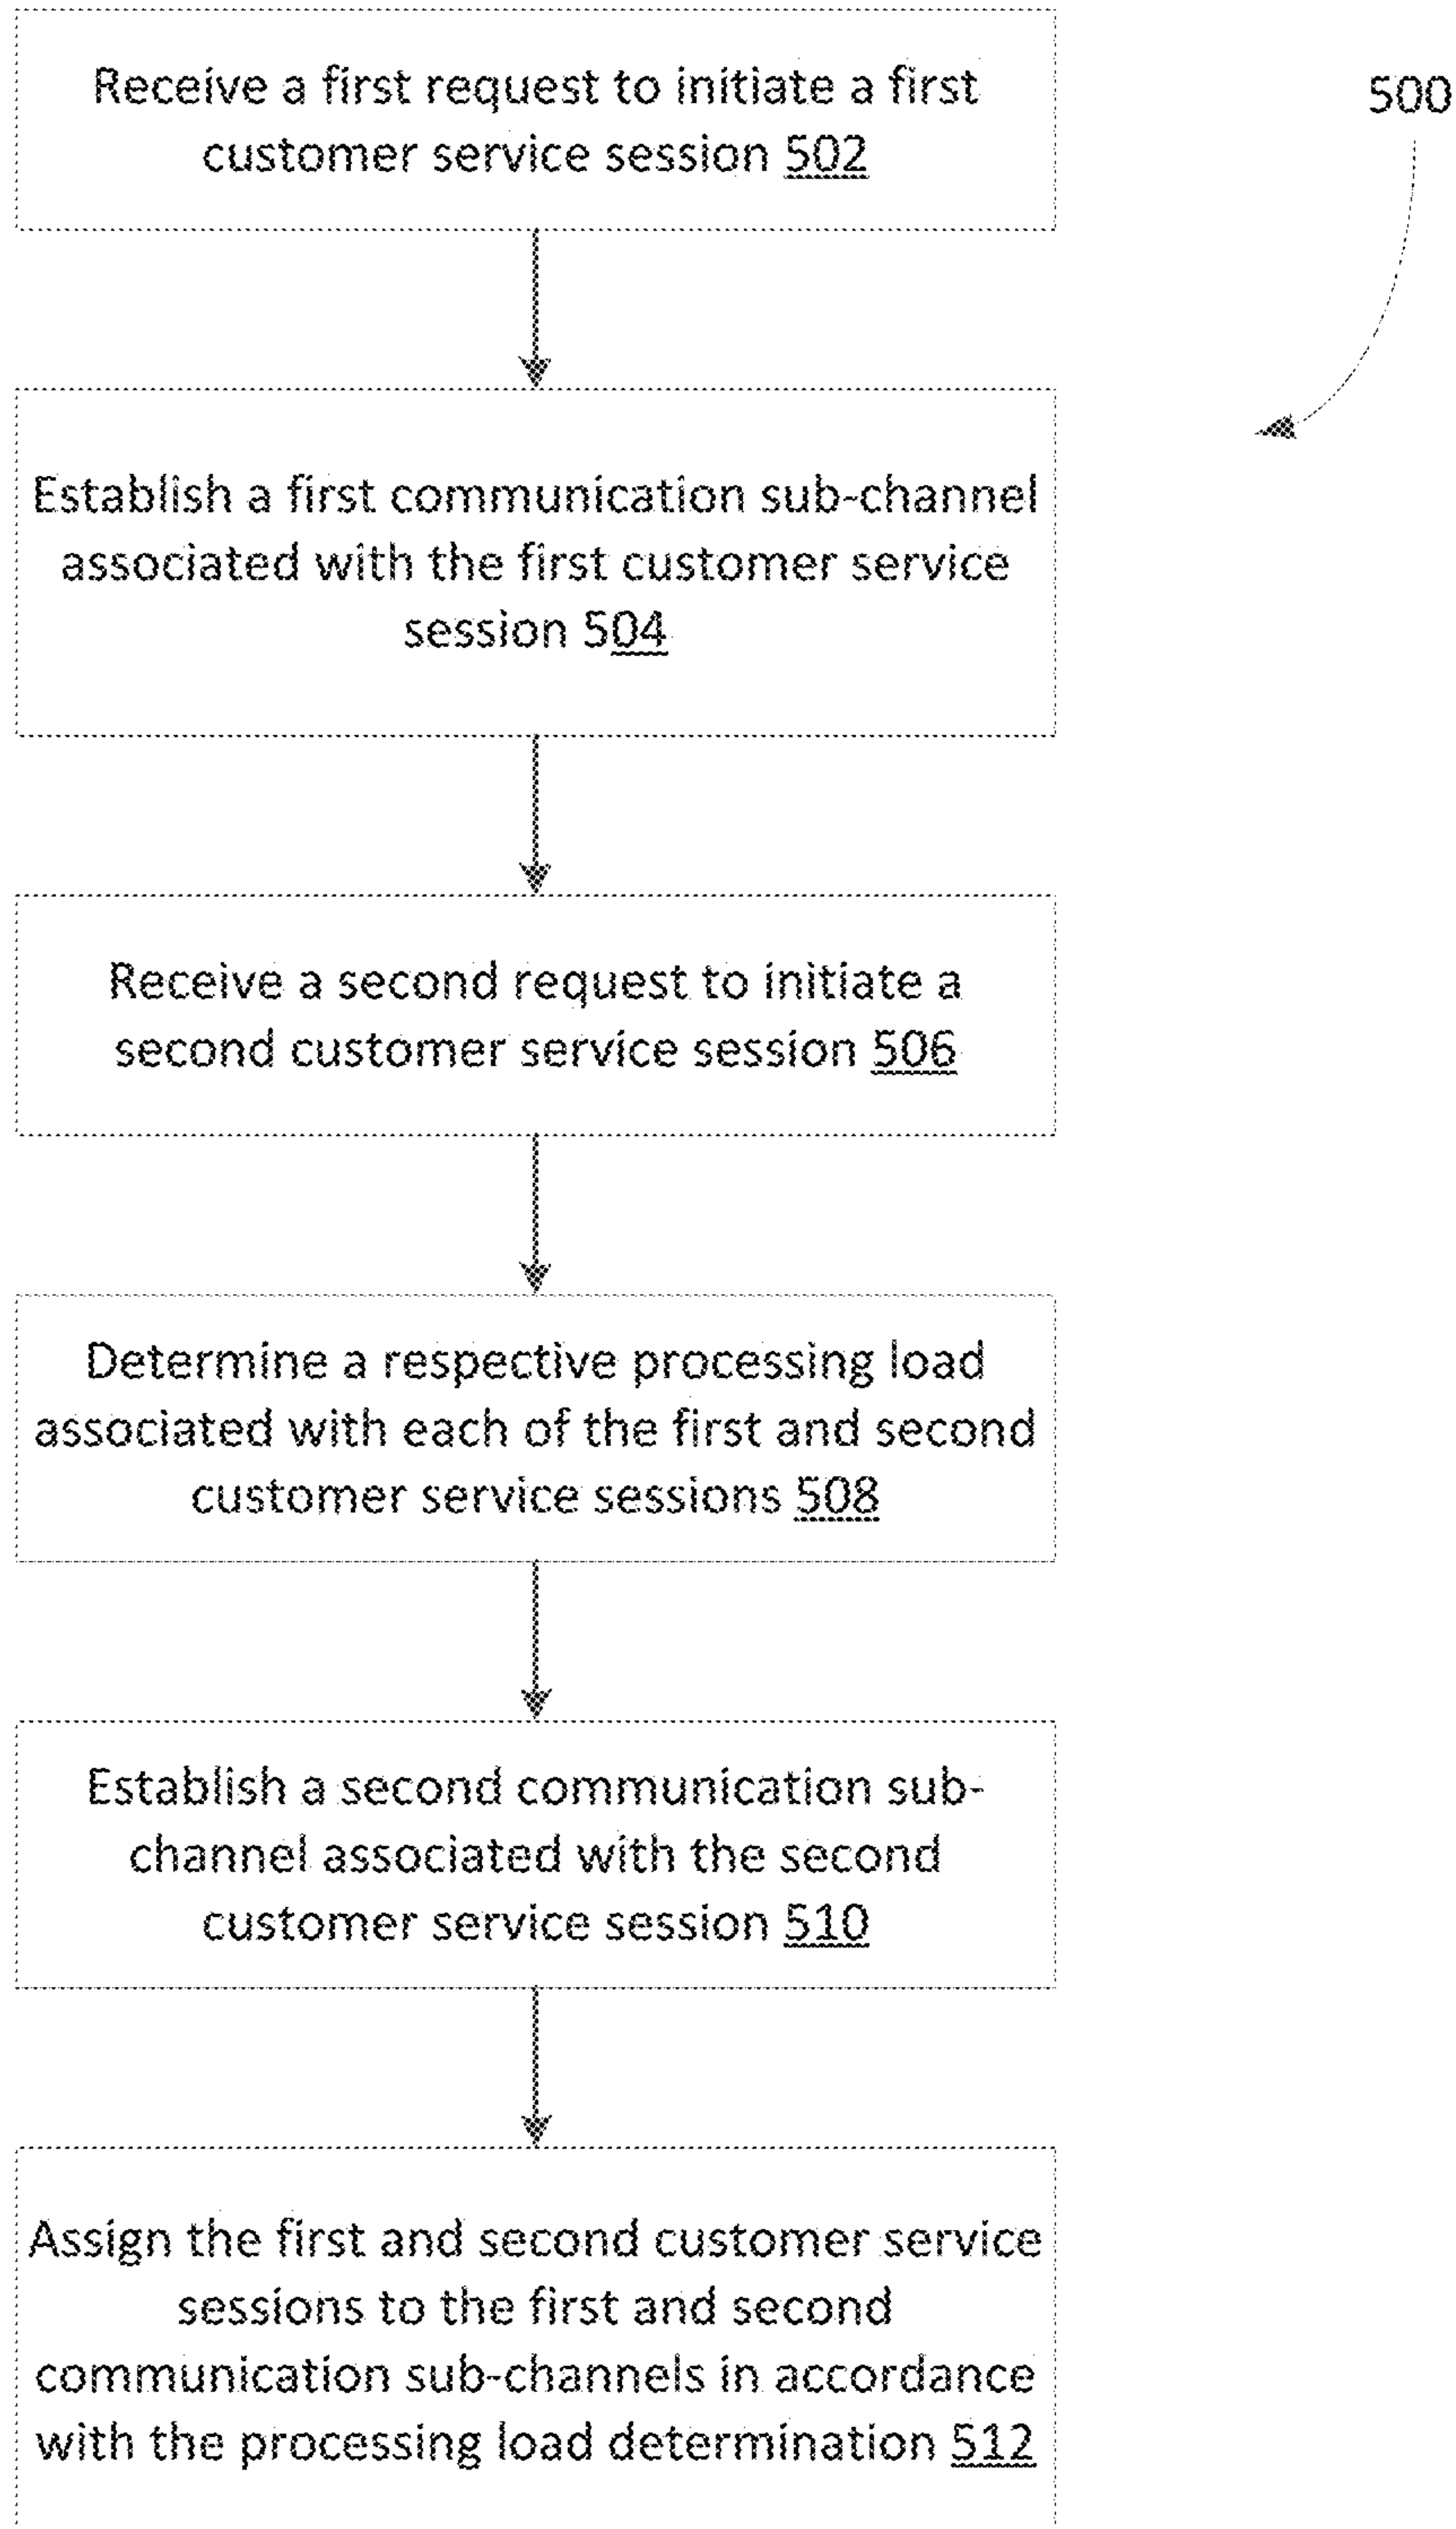 Receive a first request to initiate a first
customer service session 502
500
Establish a first communication sub-channel
associated with the first customer service
session 504
Receive a second request to initiate a
second customer service session 506
Determine a respective processing load
associated with each of the first and second
customer service sessions 508
Establish a second communication sub-
channel associated with the second
customer service session 510
Assign the first and second customer service
sessions to the first and second
communication sub-channels in accordance
with the processing load determination 512